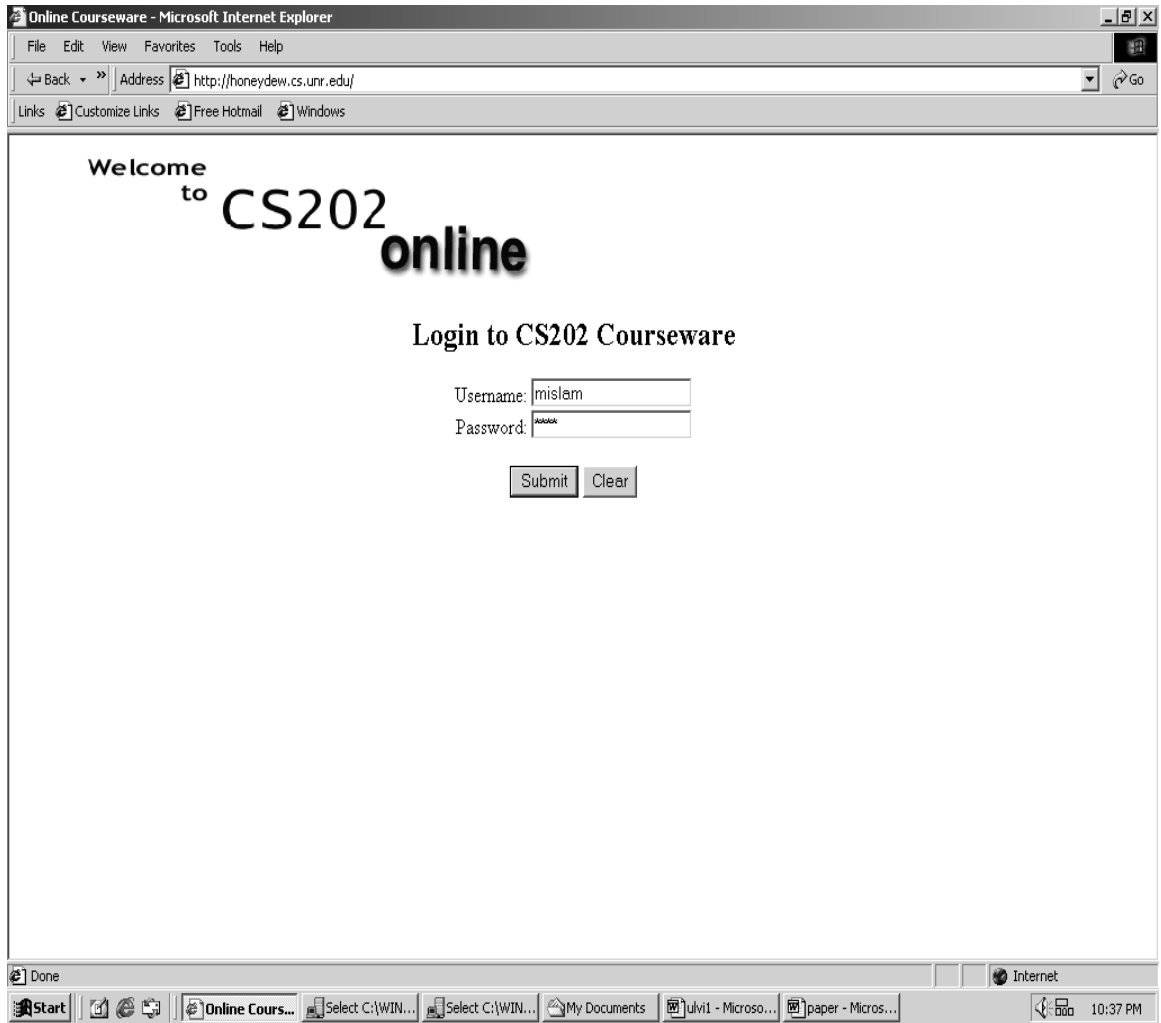 Online Courseware - Microsoft Internet Explorer
File Edit View Favorites Tools Help
Back » Address http://honeydew.cs.unr.edu/ Go
Links Customize Links Free Hotmail Windows
Welcome
to CS202
online
Login to CS202 Courseware
Username: mislam
Password: ****
Submit Clear
Done Internet
Start Online Cours... Select C:\WIN... Select C:\WIN... My Documents ulvi1 - Microso... paper - Micros... 10:37 PM